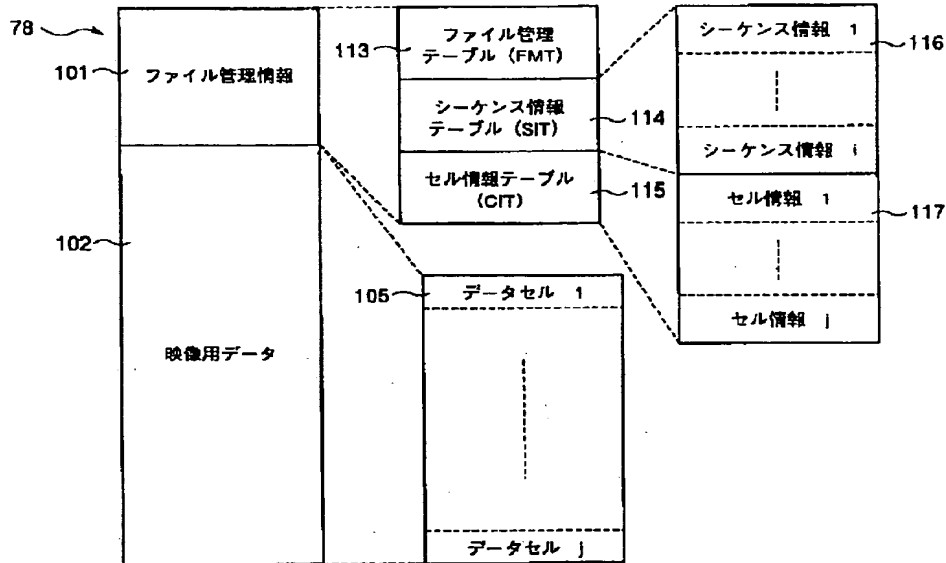 78
101
ファイル管理情報
102
映像用データ
113
ファイル管理
テーブル (FMT)
シーケンス情報
テーブル (SIT)
114
セル情報テーブル
(CIT)
115
105
データセル 1
データセル j
シーケンス情報 1
116
シーケンス情報 i
セル情報 1
117
セル情報 j